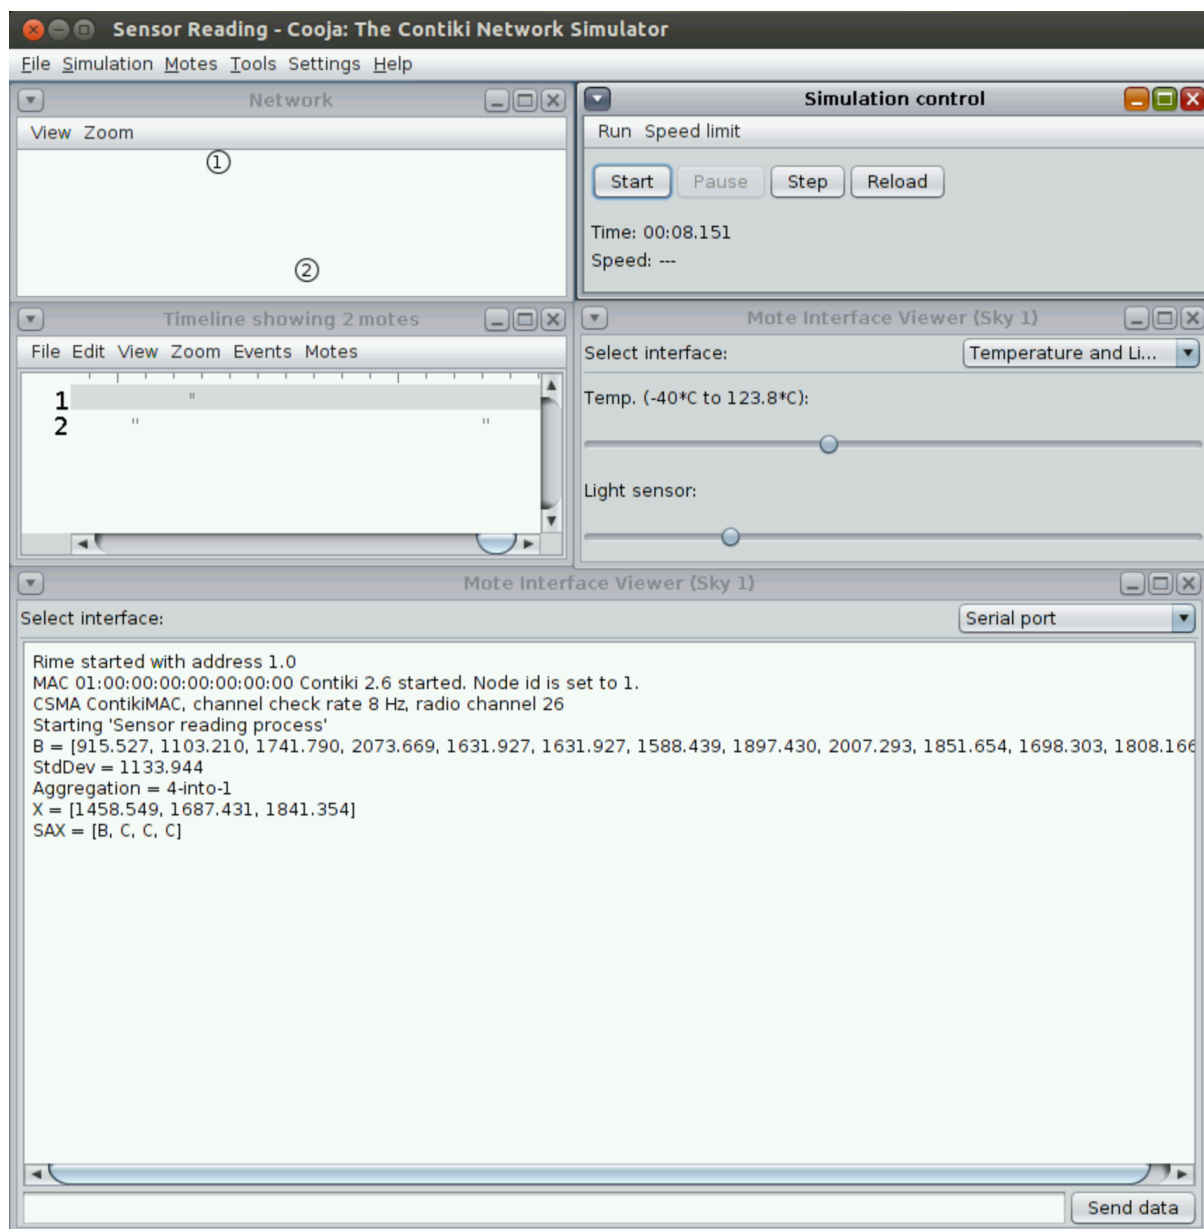 Sensor Reading - Cooja: The Contiki Network Simulator
File Simulation Motes Tools Settings Help
Network
View Zoom
1
2
Simulation control
Run Speed limit
Start Pause Step Reload
Time: 00:08.151
Speed: ---
Timeline showing 2 motes
File Edit View Zoom Events Motes
1
2
Mote Interface Viewer (Sky 1)
Select interface: Temperature and Li...
Temp. (-40*C to 123.8*C):
Light sensor:
Mote Interface Viewer (Sky 1)
Select interface: Serial port
Rime started with address 1.0
MAC 01:00:00:00:00:00:00:00 Contiki 2.6 started. Node id is set to 1.
CSMA ContikiMAC, channel check rate 8 Hz, radio channel 26
Starting 'Sensor reading process'
B = [915.527, 1103.210, 1741.790, 2073.669, 1631.927, 1631.927, 1588.439, 1897.430, 2007.293, 1851.654, 1698.303, 1808.166
StdDev = 1133.944
Aggregation = 4-into-1
X = [1458.549, 1687.431, 1841.354]
SAX = [B, C, C, C]
Send data